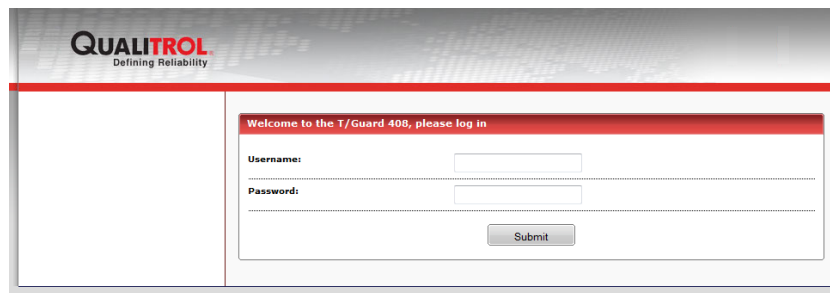 QUALITROL
Defining Reliability
Welcome to the T/Guard 408, please log in
Username:
Password:
Submit